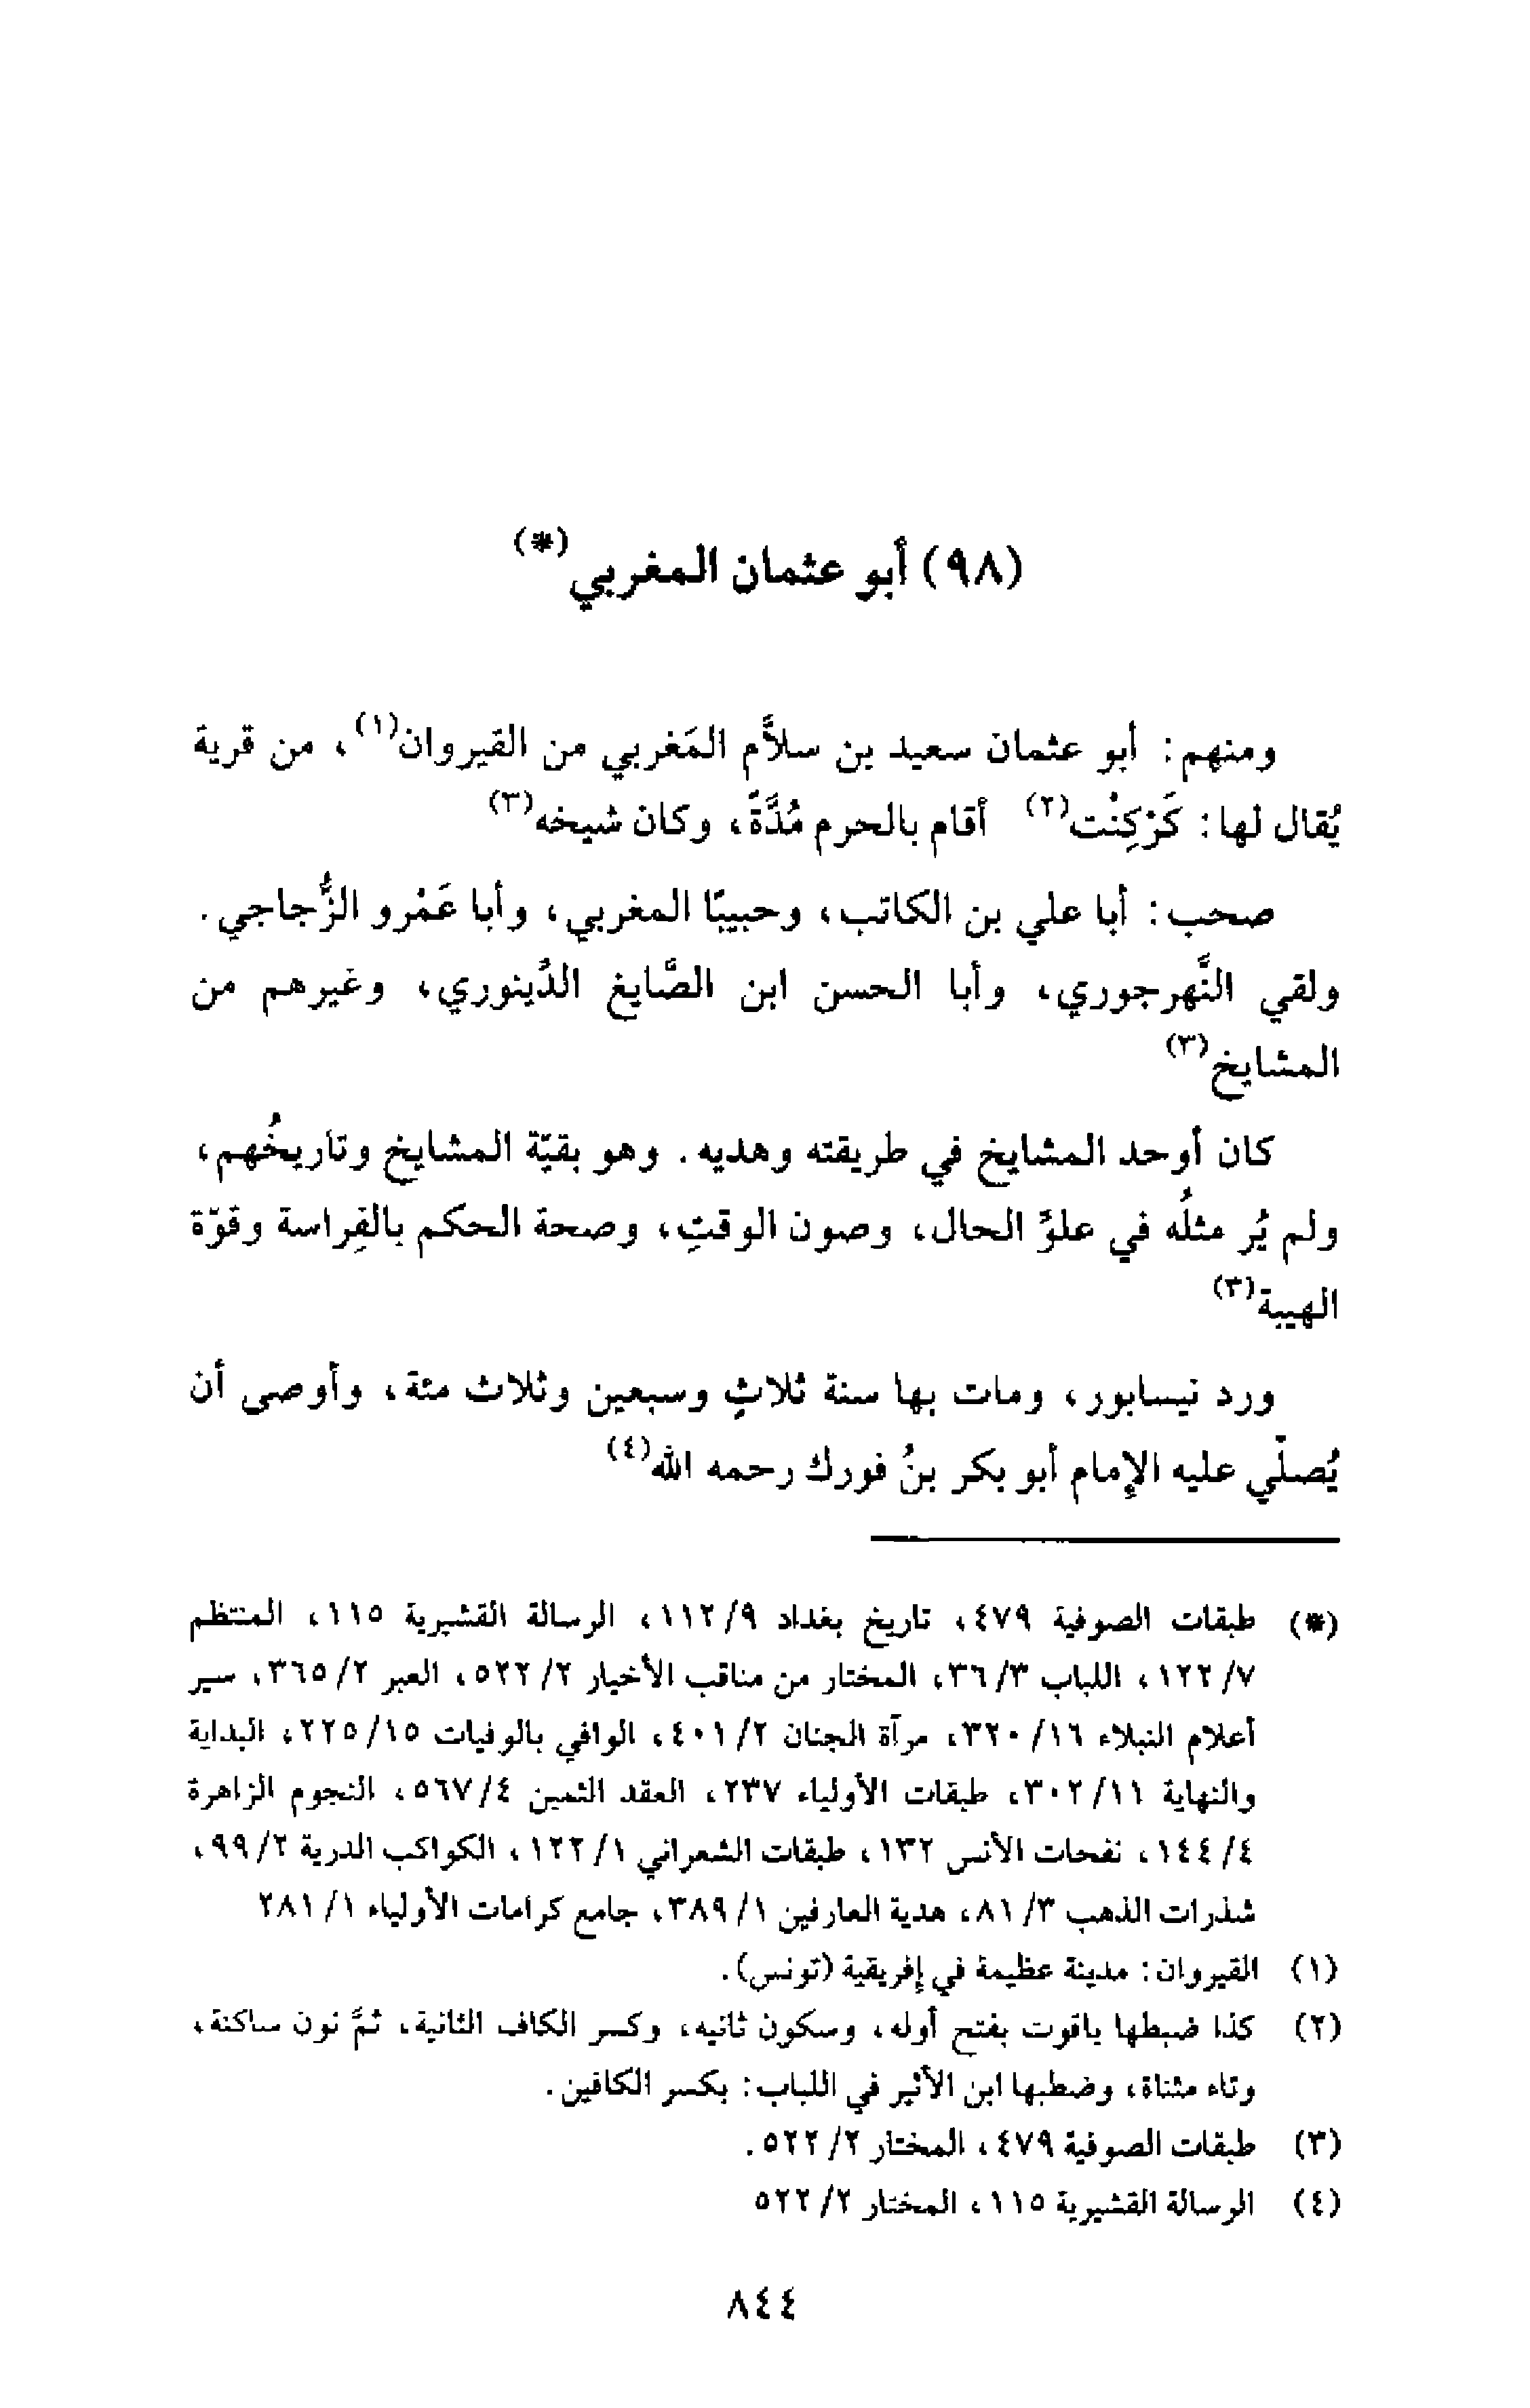 (٩٨) أبو عثمان المغربي(*)
ومنهم: أبو عثمان سعيد بن سلاَّم المَغربي من القيروان(١)، من قرية
يُقال لها: كَرْكِنْت(٢) أقام بالحرم مُدَّةً، وكان شيخه(٣)
صحب: أبا علي بن الكاتب، وحبيبًا المغربي، وأبا عَمْرو الزُّجاجي.
ولقي النَّهرجوري، وأبا الحسن ابن الصَّايغ الدِّينوري، وغيرهم من
المشايخ(٣)
كان أوحد المشايخ في طريقته وهديه. وهو بقيّة المشايخ وتاريخُهم،
ولم يُر مثلُه في علوِّ الحال، وصون الوقتِ، وصحة الحكم بالفِراسة وقوّة
الهيبة(٣)
ورد نيسابور، ومات بها سنة ثلاثٍ وسبعين وثلاث مئة، وأوصى أن
يُصلّي عليه الإمام أبو بكر بنُ فورك رحمه الله(٤)
(*) طبقات الصوفية ٤٧٩، تاريخ بغداد ٩/ ١١٢، الرسالة القشيرية ١١٥، المنتظم
٧/ ١٢٢، اللباب ٣/ ٣٦، المختار من مناقب الأخيار ٢/ ٥٢٢، العبر ٢/ ٣٦٥، سير
أعلام النبلاء ١٦/ ٣٢٠، مرآة الجنان ٢/ ٤٠١، الوافي بالوفيات ١٥/ ٢٢٥، البداية
والنهاية ١١/ ٣٠٢، طبقات الأولياء ٢٣٧، العقد الثمين ٤/ ٥٦٧، النجوم الزاهرة
٤/ ١٤٤، نفحات الأنس ١٣٢، طبقات الشعراني ١/ ١٢٢، الكواكب الدرية ٢/ ٩٩،
شذرات الذهب ٣/ ٨١، هدية العارفين ١/ ٣٨٩، جامع كرامات الأولياء ١/ ٢٨١
(١) القيروان: مدينة عظيمة في إفريقية (تونس).
(٢) كذا ضبطها ياقوت بفتح أوله، وسكون ثانيه، وكسر الكاف الثانية، ثمَّ نون ساكنة،
وتاء مثناة، وضبطها ابن الأثير في اللباب: بكسر الكافين.
(٣) طبقات الصوفية ٤٧٩، المختار ٢/ ٥٢٢.
(٤) الرسالة القشيرية ١١٥، المختار ٢/ ٥٢٢
٨٤٤